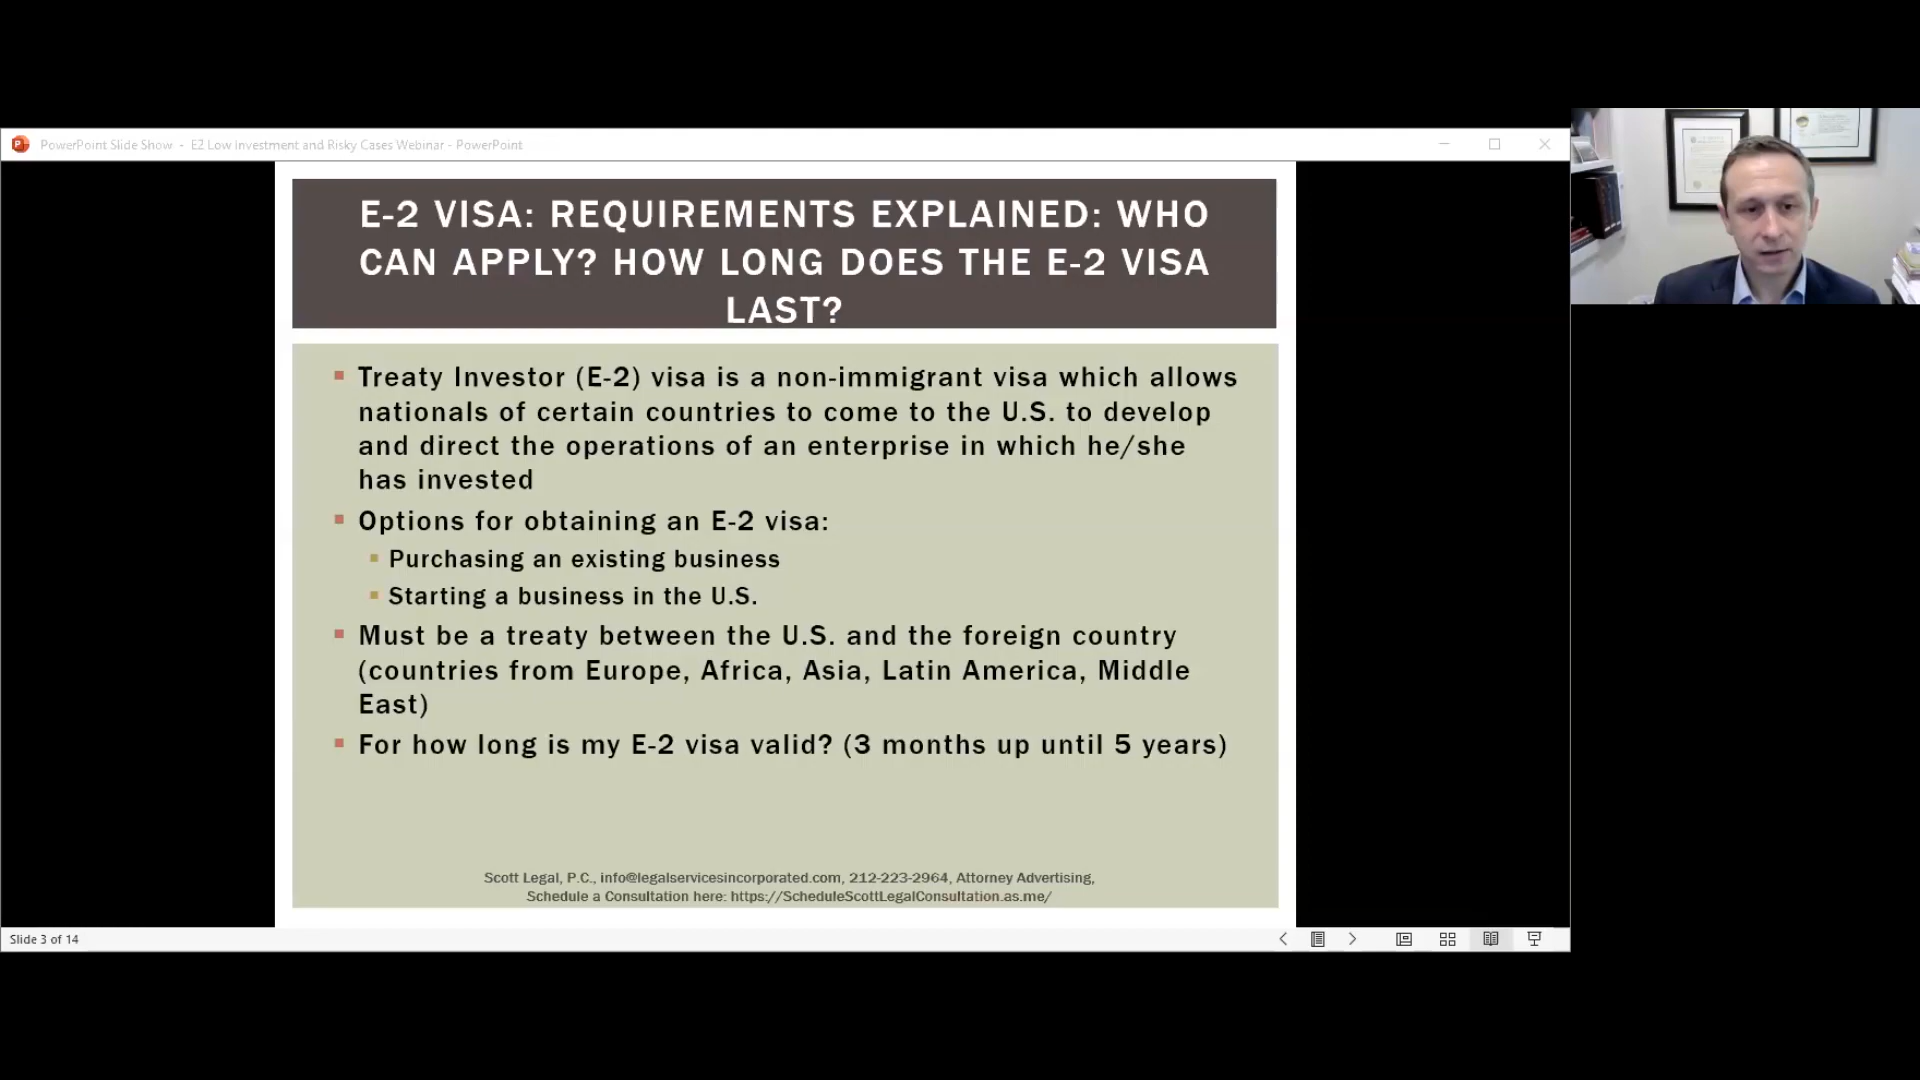 PowerPoint Slide Show - E2 Low Investment and Risky Cases Webinar - PowerPoint
E-2 VISA: REQUIREMENTS EXPLAINED: WHO
CAN APPLY? HOW LONG DOES THE E-2 VISA
LAST?
Treaty Investor (E-2) visa is a non-immigrant visa which allows
nationals of certain countries to come to the U.S. to develop
and direct the operations of an enterprise in which he/she
has invested
Options for obtaining an E-2 visa:
Purchasing an existing business
Starting a business in the U.S.
Must be a treaty between the U.S. and the foreign country
(countries from Europe, Africa, Asia, Latin America, Middle
East)
For how long is my E-2 visa valid? (3 months up until 5 years)
Scott Legal, P.C., info@legalservicesincorporated.com, 212-223-2964, Attorney Advertising,
Schedule a Consultation here: https://ScheduleScottLegalConsultation.as.me/
Slide 3 of 14